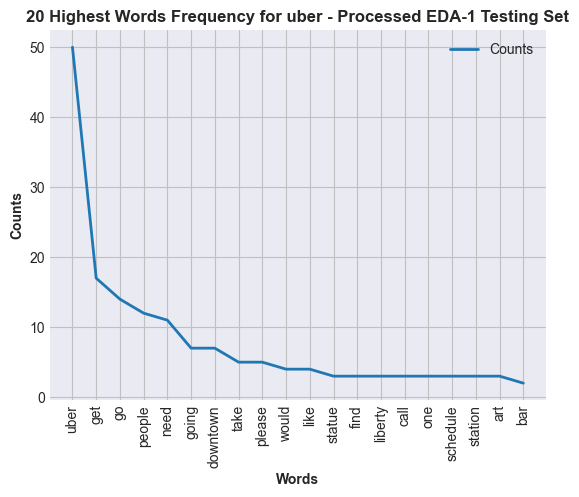 20 Highest Words Frequency for uber - Processed EDA-1 Testing Set
Counts
50
40
30
20
10
0
Counts
uber
get
go
people
need
going
downtown
take
please
would
like
statue
find
liberty
call
one
schedule
station
art
bar
Words